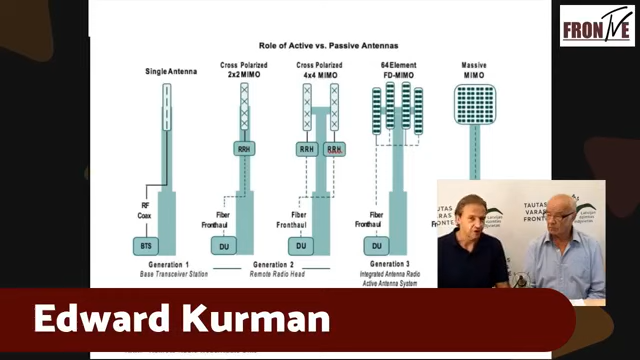 FRONTVE
Role of Active vs. Passive Antennas
Single Antenna
Cross Polarized
2x2 MIMO
Cross Polarized
4x4 MIMO
64 Element
FD-MIMO
Massive
MIMO
RRH
RRH
RRH
RF
Coax
Fiber
Fronthaul
Fiber
Fronthaul
Fiber
Fronthaul
BTS
DU
DU
DU
Generation 1
Base Transceiver Station
Generation 2
Remote Radio Head
Generation 3
Integrated Antenna Radio
Active Antenna System
TAUTAS
VARAS
FRONTE
TAUTAS
VARAS FRONTE
Edward Kurman